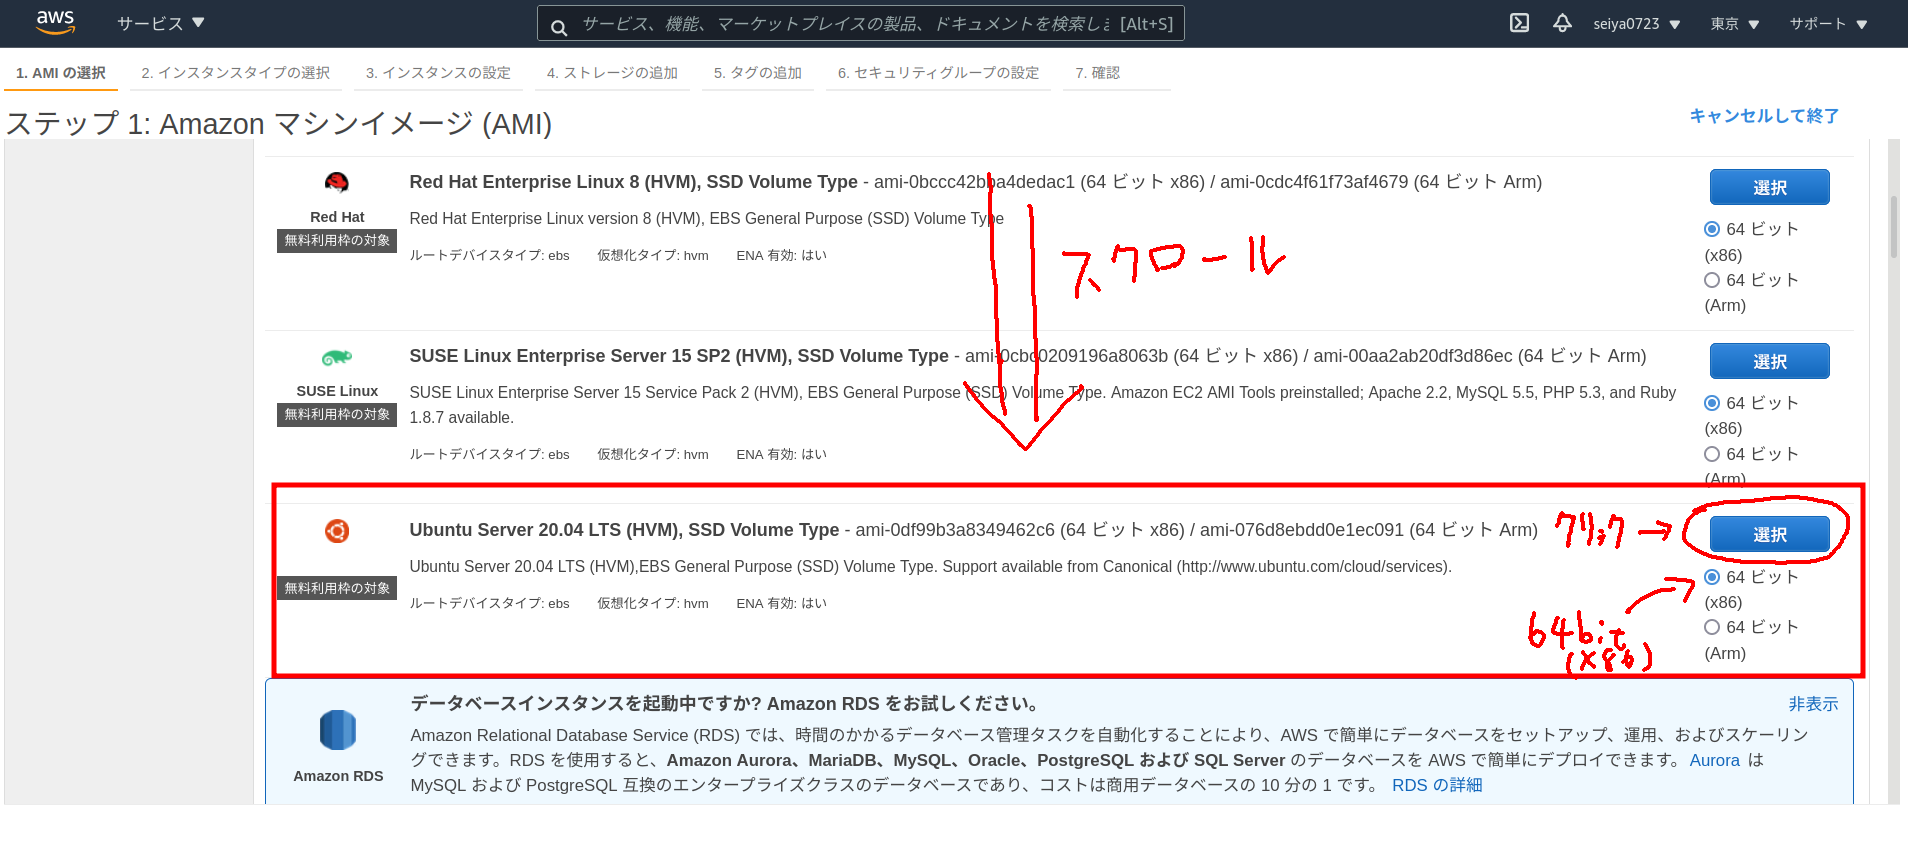 aws
サービス
サービス、機能、マーケットプレイスの製品、ドキュメントを検索しま [Alt+S]
seiya0723
東京
サポート
1. AMI の選択
2. インスタンスタイプの選択
3. インスタンスの設定
4. ストレージの追加
5. タグの追加
6. セキュリティグループの設定
7. 確認
ステップ 1: Amazon マシンイメージ (AMI)
キャンセルして終了
Red Hat
無料利用枠の対象
Red Hat Enterprise Linux 8 (HVM), SSD Volume Type - ami-0bccc42bba4dedac1 (64 ビット x86) / ami-0cdc4f61f73af4679 (64 ビット Arm)
Red Hat Enterprise Linux version 8 (HVM), EBS General Purpose (SSD) Volume Type
ルートデバイスタイプ: ebs 仮想化タイプ: hvm ENA 有効: はい
選択
64 ビット
(x86)
64 ビット
(Arm)
スクロール
SUSE Linux
無料利用枠の対象
SUSE Linux Enterprise Server 15 SP2 (HVM), SSD Volume Type - ami-0cbc0209196a8063b (64 ビット x86) / ami-00aa2ab20df3d86ec (64 ビット Arm)
SUSE Linux Enterprise Server 15 Service Pack 2 (HVM), EBS General Purpose (SSD) Volume Type. Amazon EC2 AMI Tools preinstalled; Apache 2.2, MySQL 5.5, PHP 5.3, and Ruby
1.8.7 available.
ルートデバイスタイプ: ebs 仮想化タイプ: hvm ENA 有効: はい
選択
64 ビット
(x86)
64 ビット
(Arm)
無料利用枠の対象
Ubuntu Server 20.04 LTS (HVM), SSD Volume Type - ami-0df99b3a8349462c6 (64 ビット x86) / ami-076d8ebdd0e1ec091 (64 ビット Arm)
Ubuntu Server 20.04 LTS (HVM),EBS General Purpose (SSD) Volume Type. Support available from Canonical (http://www.ubuntu.com/cloud/services).
ルートデバイスタイプ: ebs 仮想化タイプ: hvm ENA 有効: はい
クリック
選択
64 ビット
(x86)
64 ビット
(Arm)
64bit
(x86)
Amazon RDS
データベースインスタンスを起動中ですか? Amazon RDS をお試しください。
非表示
Amazon Relational Database Service (RDS) では、時間のかかるデータベース管理タスクを自動化することにより、AWS で簡単にデータベースをセットアップ、運用、およびスケーリン
グできます。RDS を使用すると、Amazon Aurora、MariaDB、MySQL、Oracle、PostgreSQL および SQL Server のデータベースを AWS で簡単にデプロイできます。 Aurora は
MySQL および PostgreSQL 互換のエンタープライズクラスのデータベースであり、コストは商用データベースの 10 分の 1 です。 RDS の詳細